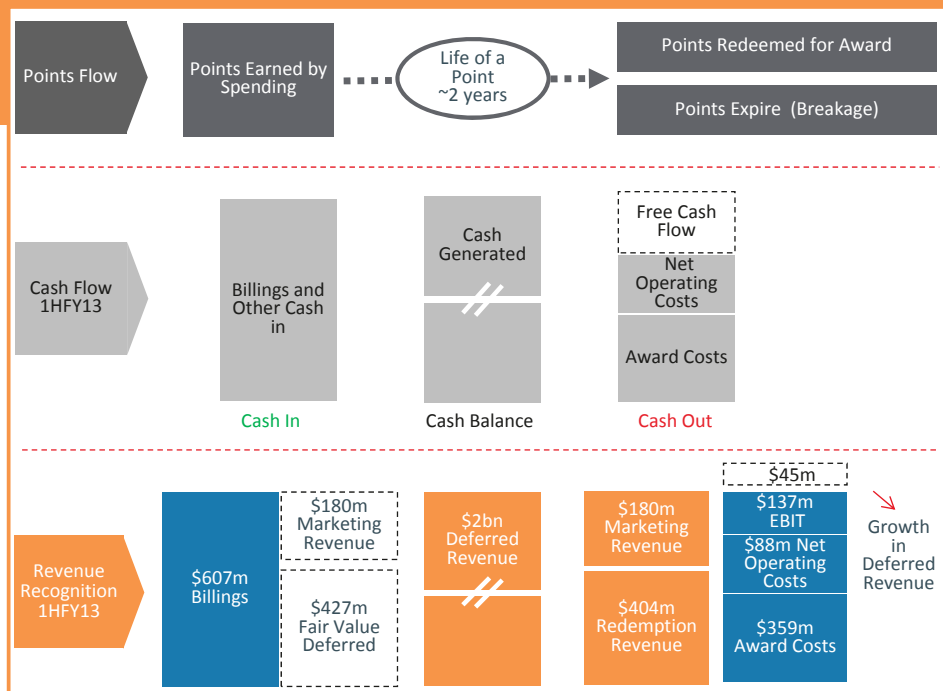 Points Flow
Points Earned by
Spending
Life of a
Point
~2 years
Points Redeemed for Award
Points Expire (Breakage)
Cash Flow
1HFY13
Billings and
Other Cash
in
Cash
Generated
Free Cash
Flow
Net
Operating
Costs
Award Costs
Cash In
Cash Balance
Cash Out
Revenue
Recognition
1HFY13
$607m
Billings
$180m
Marketing
Revenue
$427m
Fair Value
Deferred
$2bn
Deferred
Revenue
$180m
Marketing
Revenue
$404m
Redemption
Revenue
$45m
$137m
EBIT
$88m Net
Operating
Costs
$359m
Award Costs
Growth
in
Deferred
Revenue